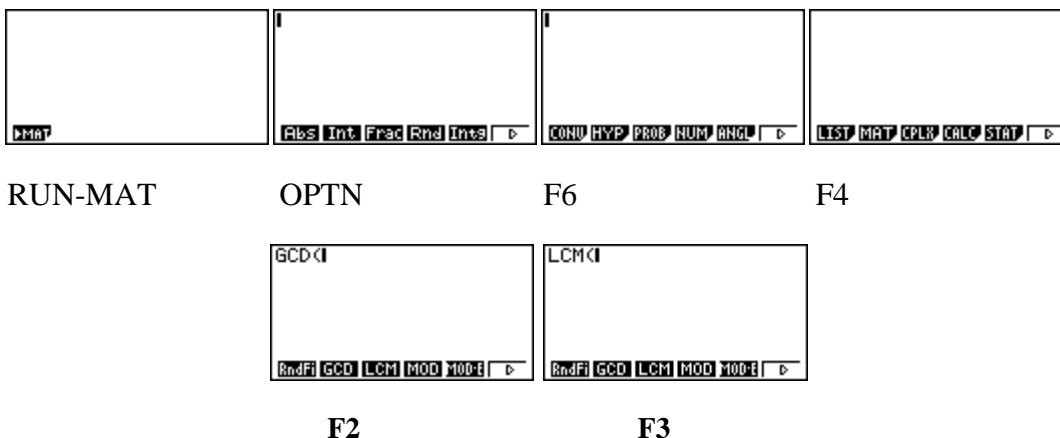 ▶MAT
Abs Int Frac Rnd Intg ▷
CONV HYP PROB NUM ANGL ▷
LIST MAT CPLX CALC STAT ▷
RUN-MAT OPTN F6 F4
GCD( LCM(
RndFi GCD LCM MOD MOD•E ▷ RndFi GCD LCM MOD MOD•E ▷
F2 F3